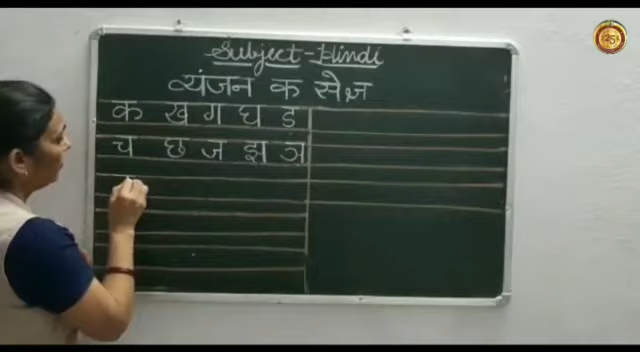 Subject-Hindi
व्यंजन क से ज्ञ
क ख ग घ ङ
च छ ज झ ञ